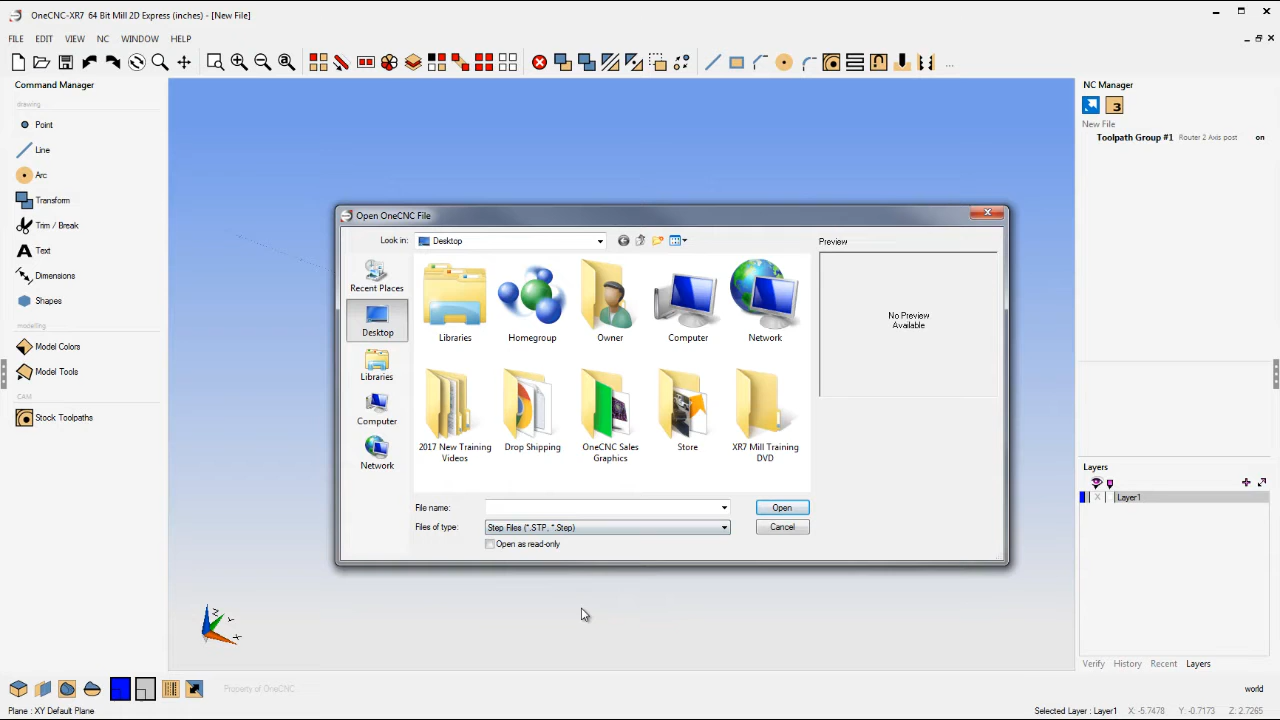 OneCNC-XR7 64 Bit Mill 2D Express (inches) - [New File]
FILE EDIT VIEW NC WINDOW HELP
...
Command Manager
drawing
Point
Line
Arc
Transform
Trim / Break
Text
Dimensions
Shapes
modelling
Model Colors
Model Tools
CAM
Stock Toolpaths
Open OneCNC File
Look in: Desktop
Recent Places
Desktop
Libraries
Computer
Network
Libraries Homegroup Owner Computer Network
2017 New Training Drop Shipping OneCNC Sales Store XR7 Mill Training
Videos Graphics DVD
File name: Open
Files of type: Step Files (*.STP, *.Step) Cancel
Open as read-only
Preview
No Preview
Available
NC Manager
3
New File
Toolpath Group #1 Router 2 Axis post on
Layers
X Layer1
Verify History Recent Layers
Z
Y
X
Property of OneCNC
world
Plane : XY Default Plane
Selected Layer : Layer1 X: -5.7478 Y: -0.7173 Z: 2.7265